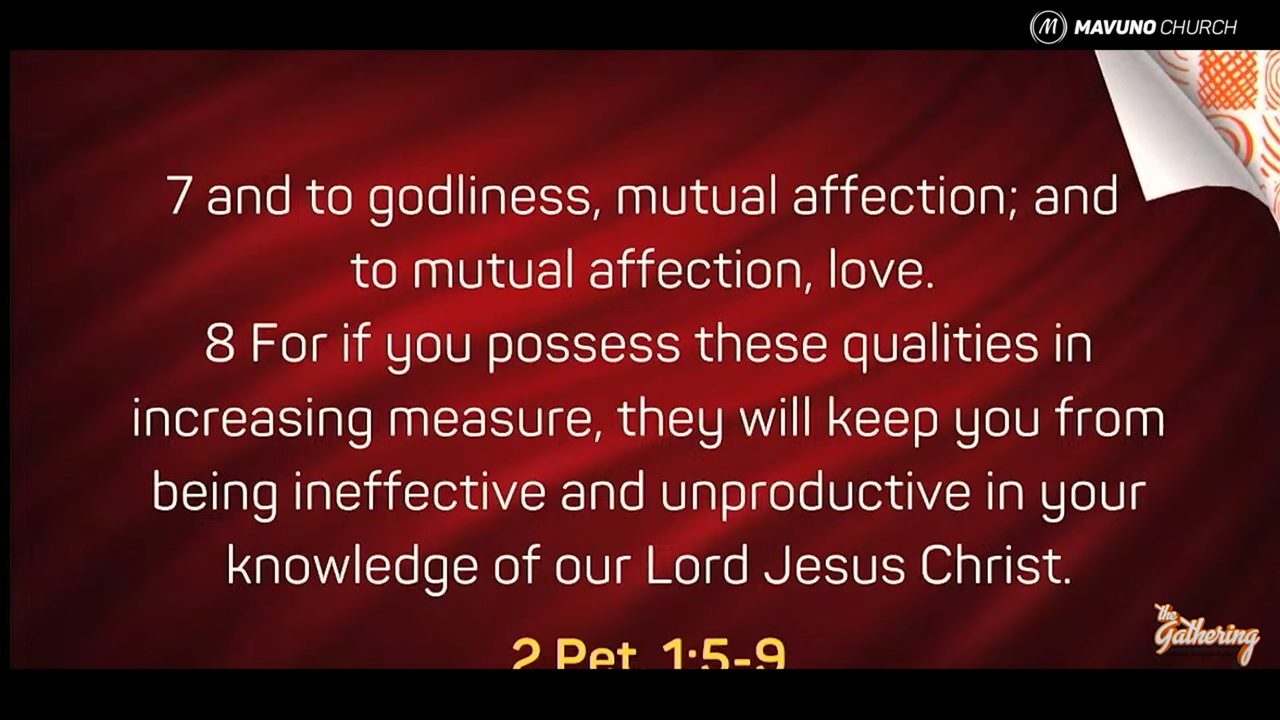 MAVUNO CHURCH
7 and to godliness, mutual affection; and
to mutual affection, love.
8 For if you possess these qualities in
increasing measure, they will keep you from
being ineffective and unproductive in your
knowledge of our Lord Jesus Christ.
2 Pet. 1:5-9
the
Gathering